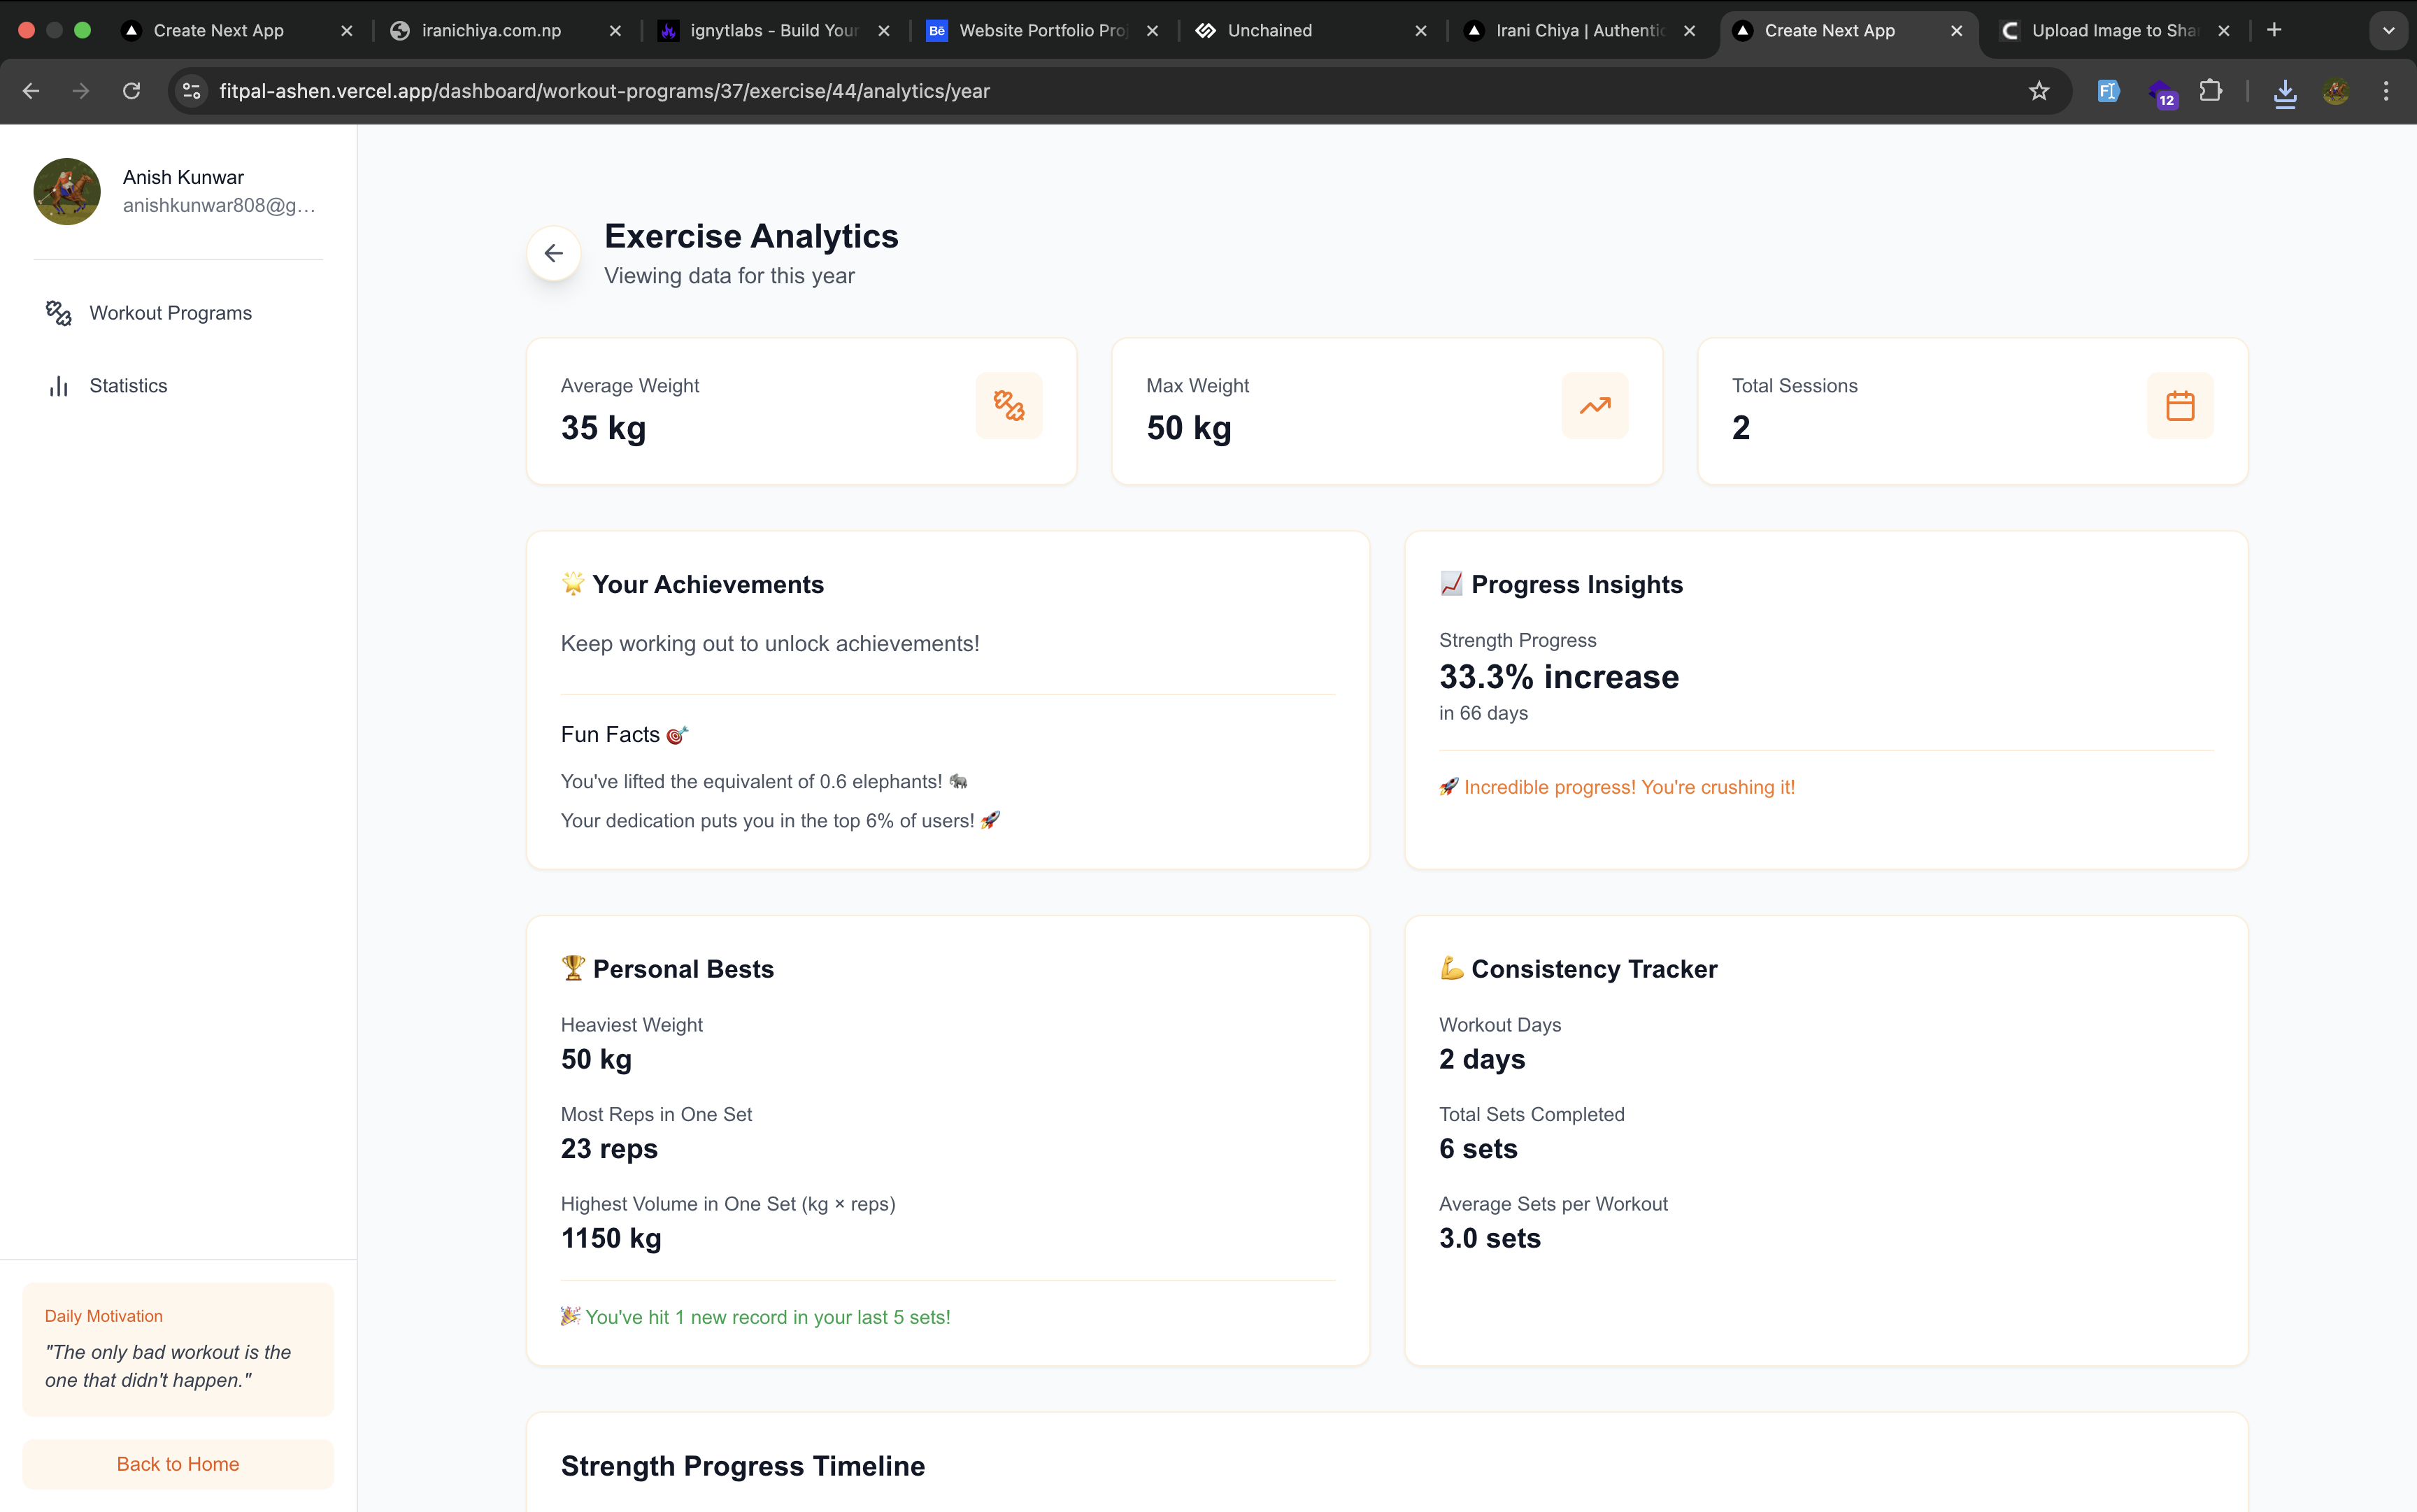 Create Next App
iranichiya.com.np
ignytlabs - Build Your
Bē
Website Portfolio Proj
Unchained
Irani Chiya | Authentic
Create Next App
Upload Image to Sha
fitpal-ashen.vercel.app/dashboard/workout-programs/37/exercise/44/analytics/year
12
Anish Kunwar
anishkunwar808@g...
Workout Programs
Statistics
Exercise Analytics
Viewing data for this year
Average Weight
35 kg
Max Weight
50 kg
Total Sessions
2
Your Achievements
Keep working out to unlock achievements!
Fun Facts 🎯
You've lifted the equivalent of 0.6 elephants! 🐘
Your dedication puts you in the top 6% of users! 🚀
📈 Progress Insights
Strength Progress
33.3% increase
in 66 days
🚀 Incredible progress! You're crushing it!
🏆 Personal Bests
Heaviest Weight
50 kg
Most Reps in One Set
23 reps
Highest Volume in One Set (kg × reps)
1150 kg
🎉 You've hit 1 new record in your last 5 sets!
💪 Consistency Tracker
Workout Days
2 days
Total Sets Completed
6 sets
Average Sets per Workout
3.0 sets
Daily Motivation
"The only bad workout is the
one that didn't happen."
Back to Home
Strength Progress Timeline